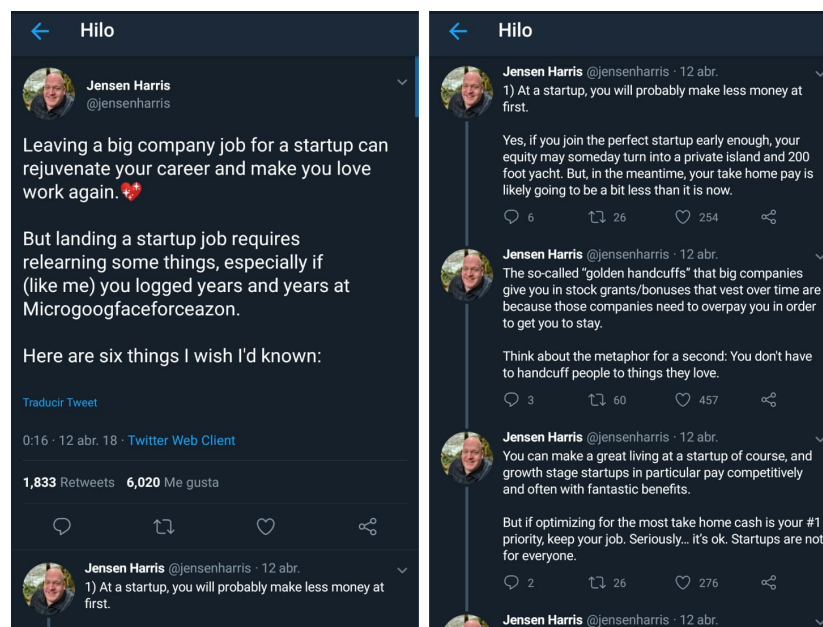 Hilo
Jensen Harris
@jensenharris
Leaving a big company job for a startup can
rejuvenate your career and make you love
work again.💖
But landing a startup job requires
relearning some things, especially if
(like me) you logged years and years at
Microgoogfaceforceazon.
Here are six things I wish I'd known:
Traducir Tweet
0:16 · 12 abr. 18 · Twitter Web Client
1,833 Retweets 6,020 Me gusta
Jensen Harris @jensenharris · 12 abr.
1) At a startup, you will probably make less money at
first.
Hilo
Jensen Harris @jensenharris · 12 abr.
1) At a startup, you will probably make less money at
first.
Yes, if you join the perfect startup early enough, your
equity may someday turn into a private island and 200
foot yacht. But, in the meantime, your take home pay is
likely going to be a bit less than it is now.
6 26 254
Jensen Harris @jensenharris · 12 abr.
The so-called “golden handcuffs” that big companies
give you in stock grants/bonuses that vest over time are
because those companies need to overpay you in order
to get you to stay.
Think about the metaphor for a second: You don't have
to handcuff people to things they love.
3 60 457
Jensen Harris @jensenharris · 12 abr.
You can make a great living at a startup of course, and
growth stage startups in particular pay competitively
and often with fantastic benefits.
But if optimizing for the most take home cash is your #1
priority, keep your job. Seriously... it's ok. Startups are not
for everyone.
2 26 276
Jensen Harris @jensenharris · 12 abr.